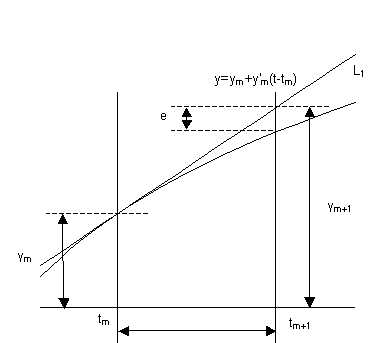 y=yₘ+y'ₘ(t-tₘ)
L₁
e
yₘ₊₁
yₘ
tₘ
tₘ₊₁